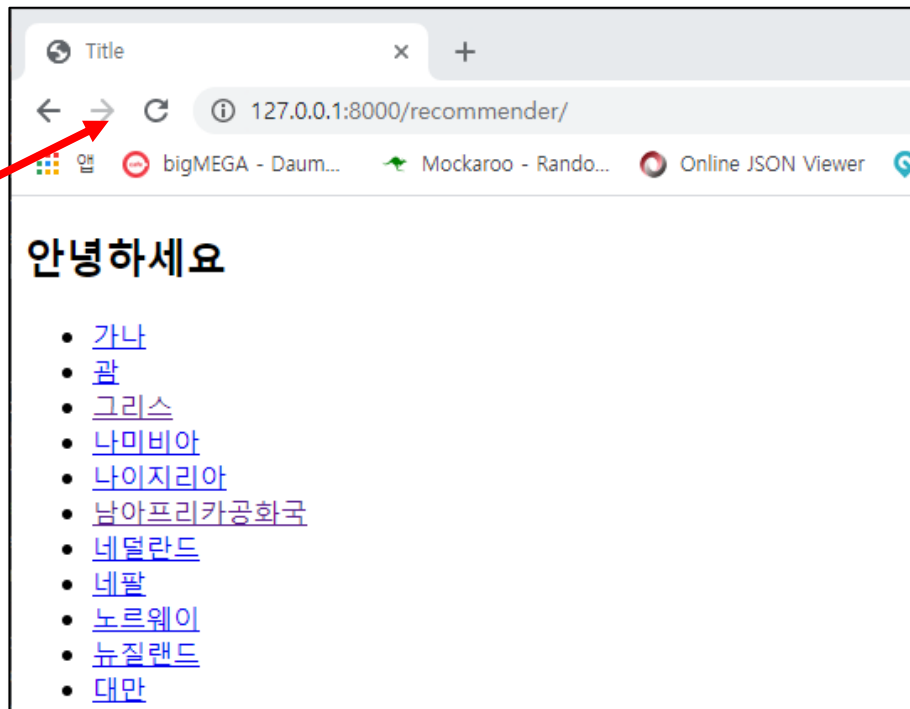 Title
127.0.0.1:8000/recommender/
앱 bigMEGA - Daum... Mockaroo - Rando... Online JSON Viewer
안녕하세요
가나
괌
그리스
나미비아
나이지리아
남아프리카공화국
네덜란드
네팔
노르웨이
뉴질랜드
대만